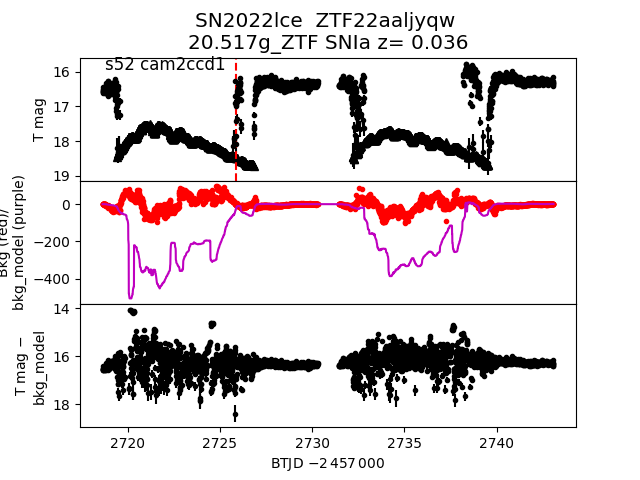 SN2022lce ZTF22aaljyqw
20.517g_ZTF SNIa z= 0.036
s52 cam2ccd1
16
17
18
19
T mag
0
−200
−400
Bkg (red)/
bkg_model (purple)
14
16
18
T mag −
bkg_model
2720 2725 2730 2735 2740
BTJD −2 457 000